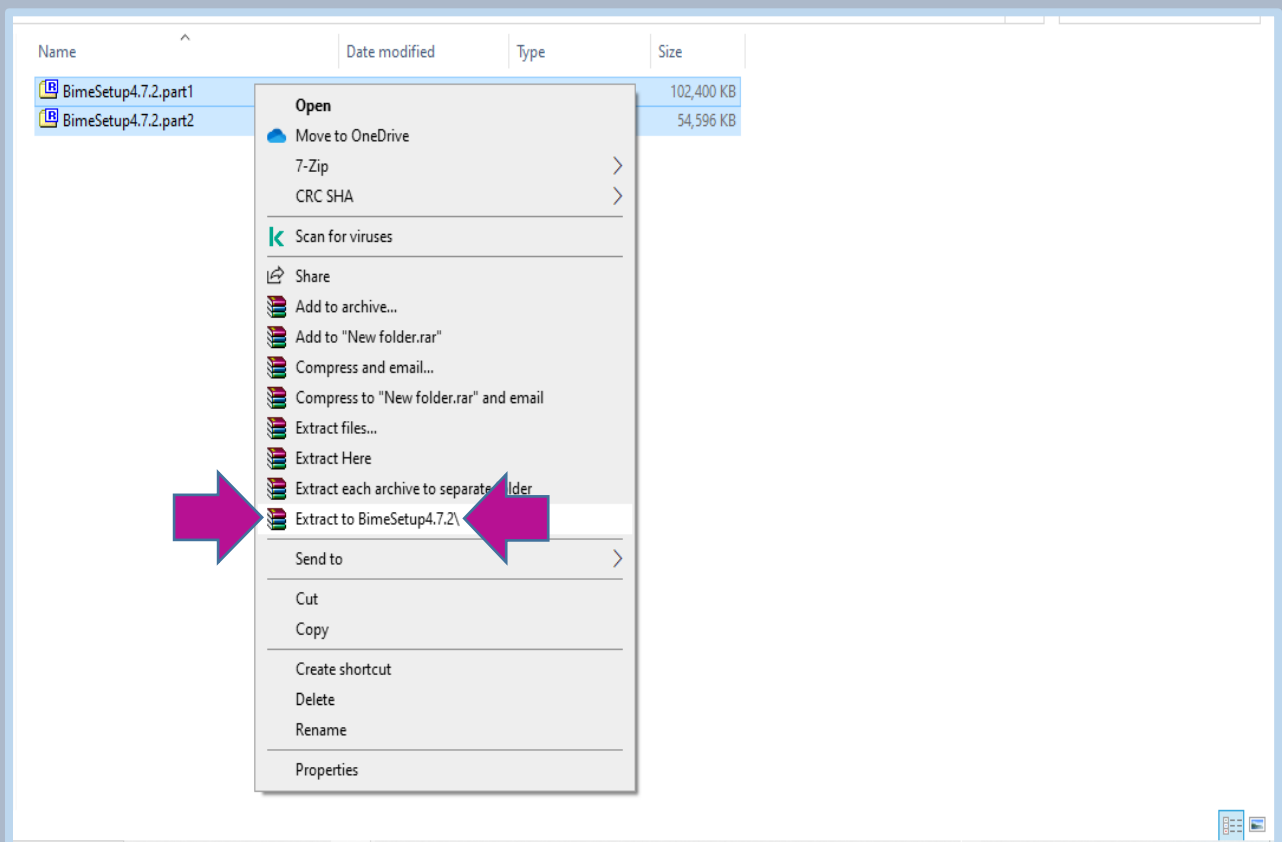 Name Date modified Type Size
BimeSetup4.7.2.part1 102,400 KB
BimeSetup4.7.2.part2 54,596 KB
Open
Move to OneDrive
7-Zip
CRC SHA
Scan for viruses
Share
Add to archive...
Add to "New folder.rar"
Compress and email...
Compress to "New folder.rar" and email
Extract files...
Extract Here
Extract each archive to separate lder
Extract to BimeSetup4.7.2\
Send to
Cut
Copy
Create shortcut
Delete
Rename
Properties